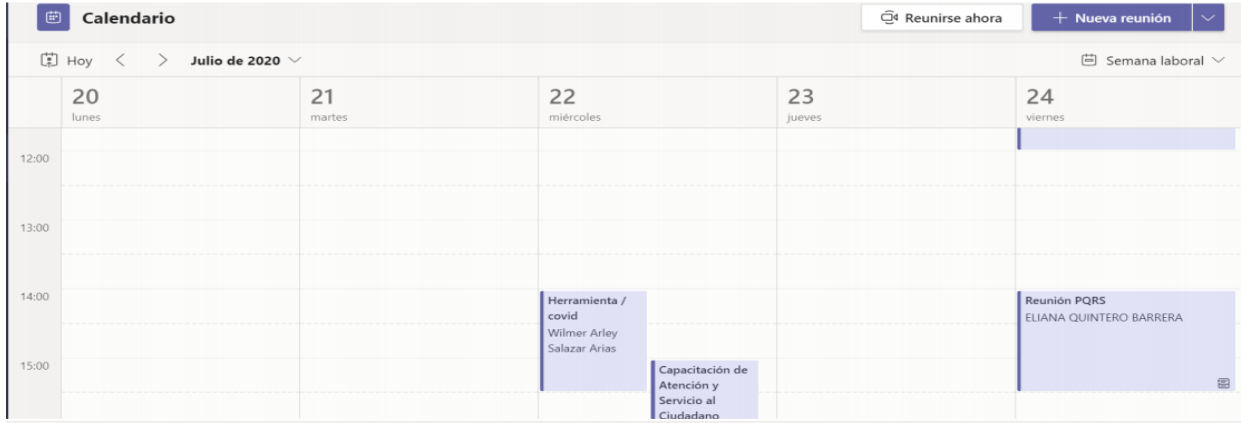 Calendario
Reunirse ahora
+ Nueva reunión
Hoy
Julio de 2020
Semana laboral
20
lunes
21
martes
22
miércoles
23
jueves
24
viernes
12:00
13:00
14:00
Herramienta /
covid
Wilmer Arley
Salazar Arias
Reunión PQRS
ELIANA QUINTERO BARRERA
15:00
Capacitación de
Atención y
Servicio al
Ciudadano